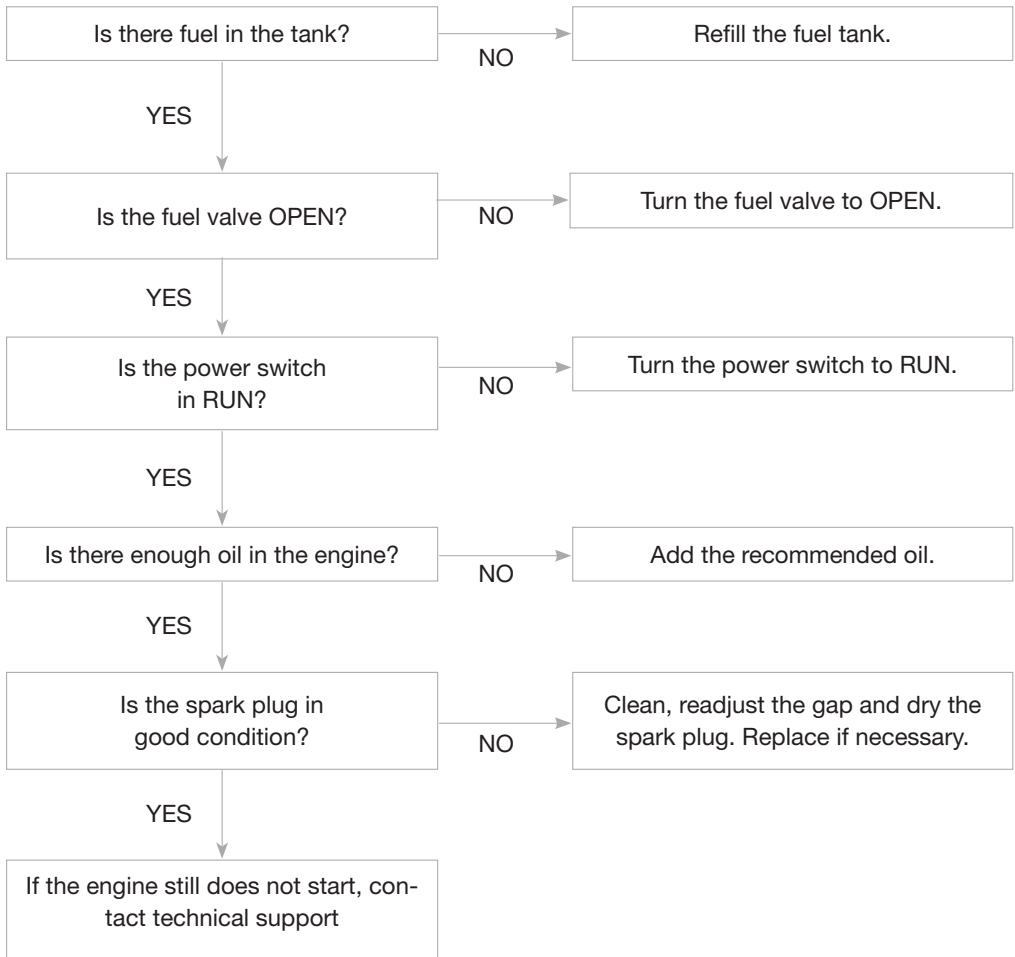 Is there fuel in the tank?
NO
Refill the fuel tank.
YES
Is the fuel valve OPEN?
NO
Turn the fuel valve to OPEN.
YES
Is the power switch
in RUN?
NO
Turn the power switch to RUN.
YES
Is there enough oil in the engine?
NO
Add the recommended oil.
YES
Is the spark plug in
good condition?
NO
Clean, readjust the gap and dry the
spark plug. Replace if necessary.
YES
If the engine still does not start, con-
tact technical support